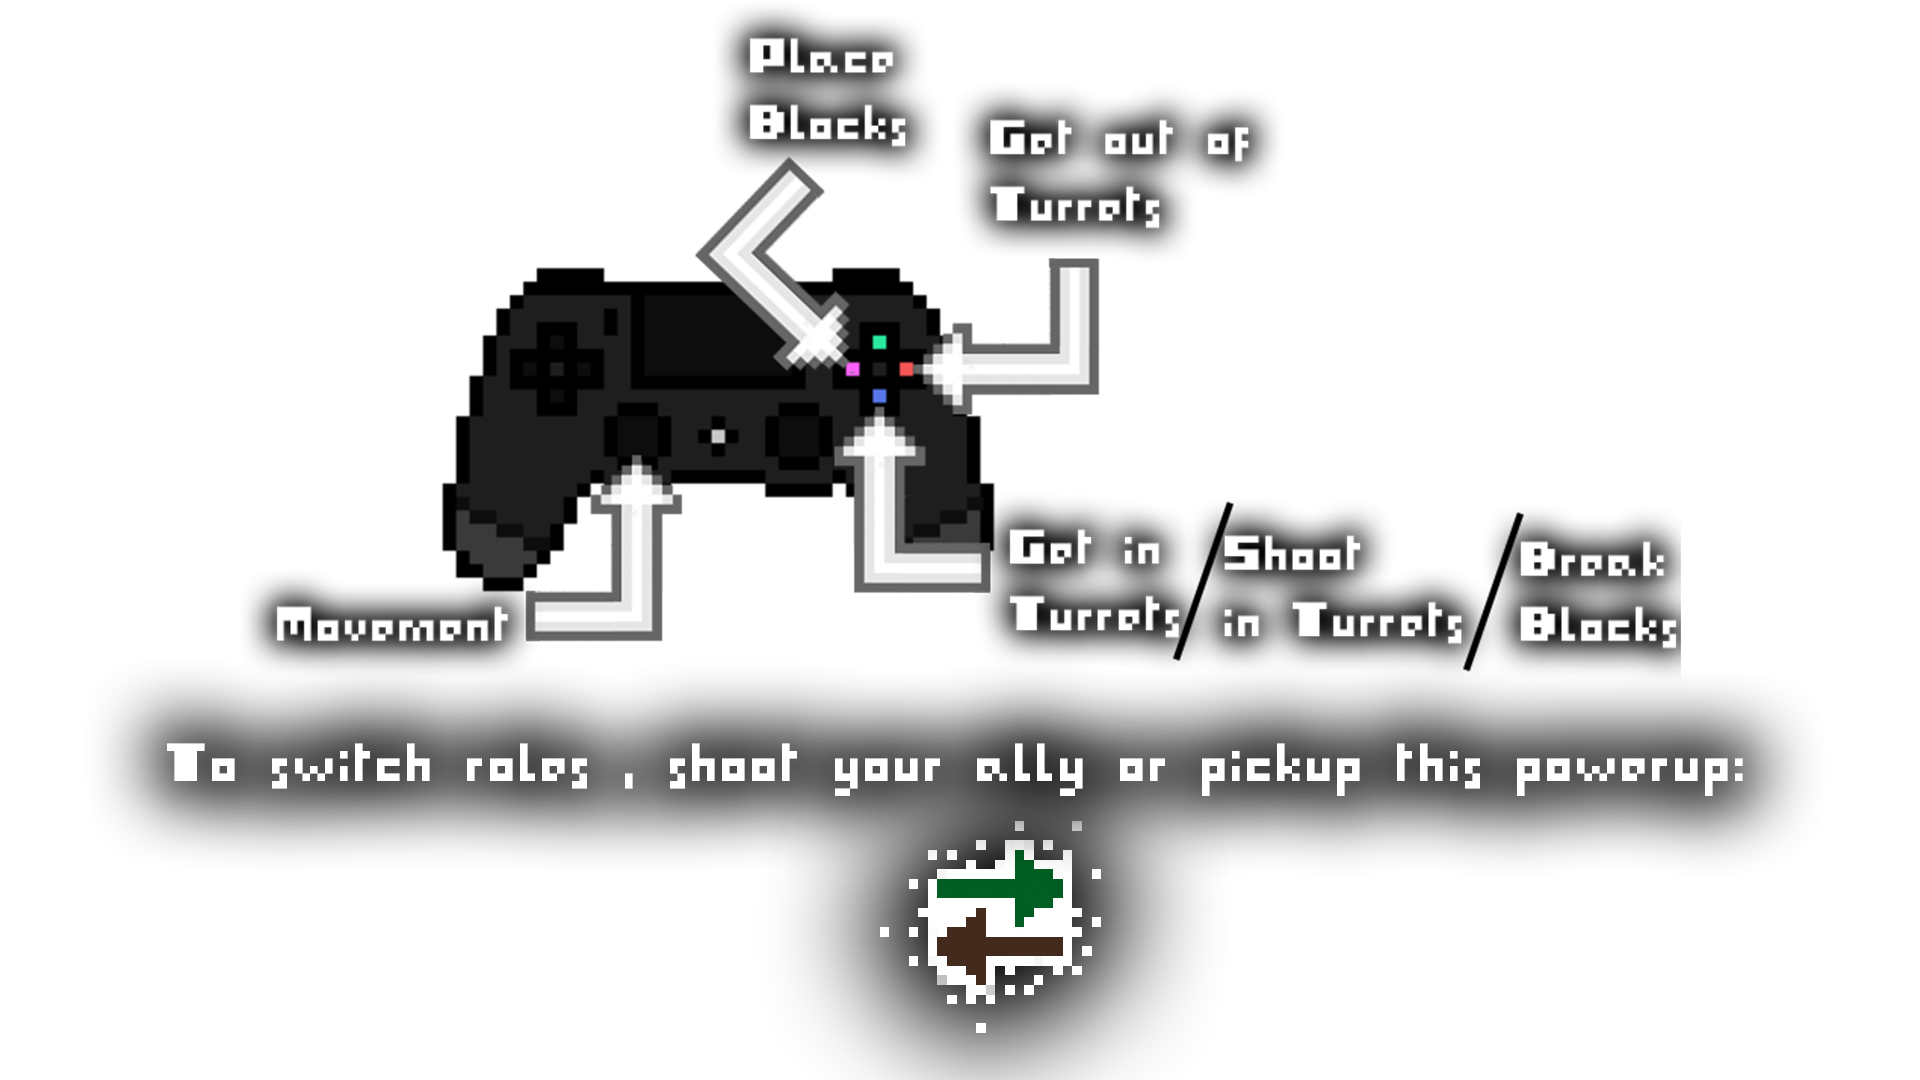 Place
Blocks
Get out of
Turrets
Get in
Turrets
/
Shoot
in Turrets
/
Break
Blocks
Movement
To switch roles , shoot your ally or pickup this powerup: